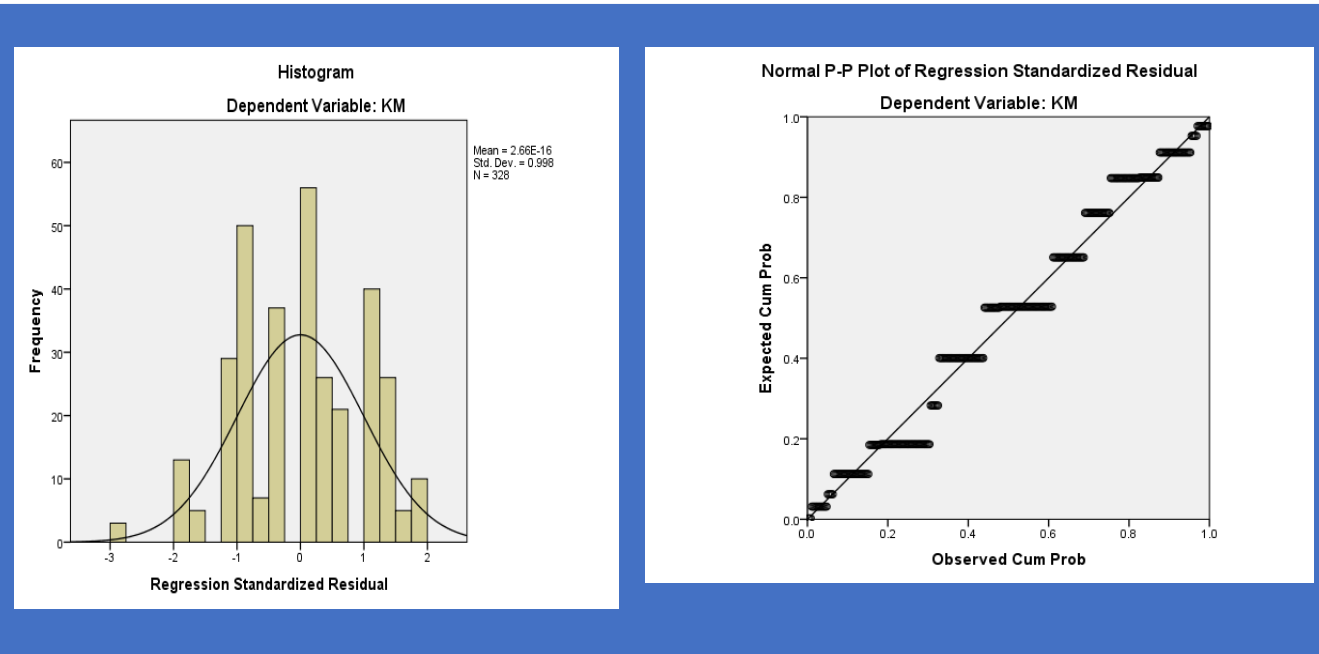 Histogram
Dependent Variable: KM
Mean = 2.66E-16
Std. Dev. = 0.998
N = 328
Frequency
60
50
40
30
20
10
0
-3 -2 -1 0 1 2
Regression Standardized Residual
Normal P-P Plot of Regression Standardized Residual
Dependent Variable: KM
Expected Cum Prob
1.0
0.8
0.6
0.4
0.2
0.0
0.0 0.2 0.4 0.6 0.8 1.0
Observed Cum Prob